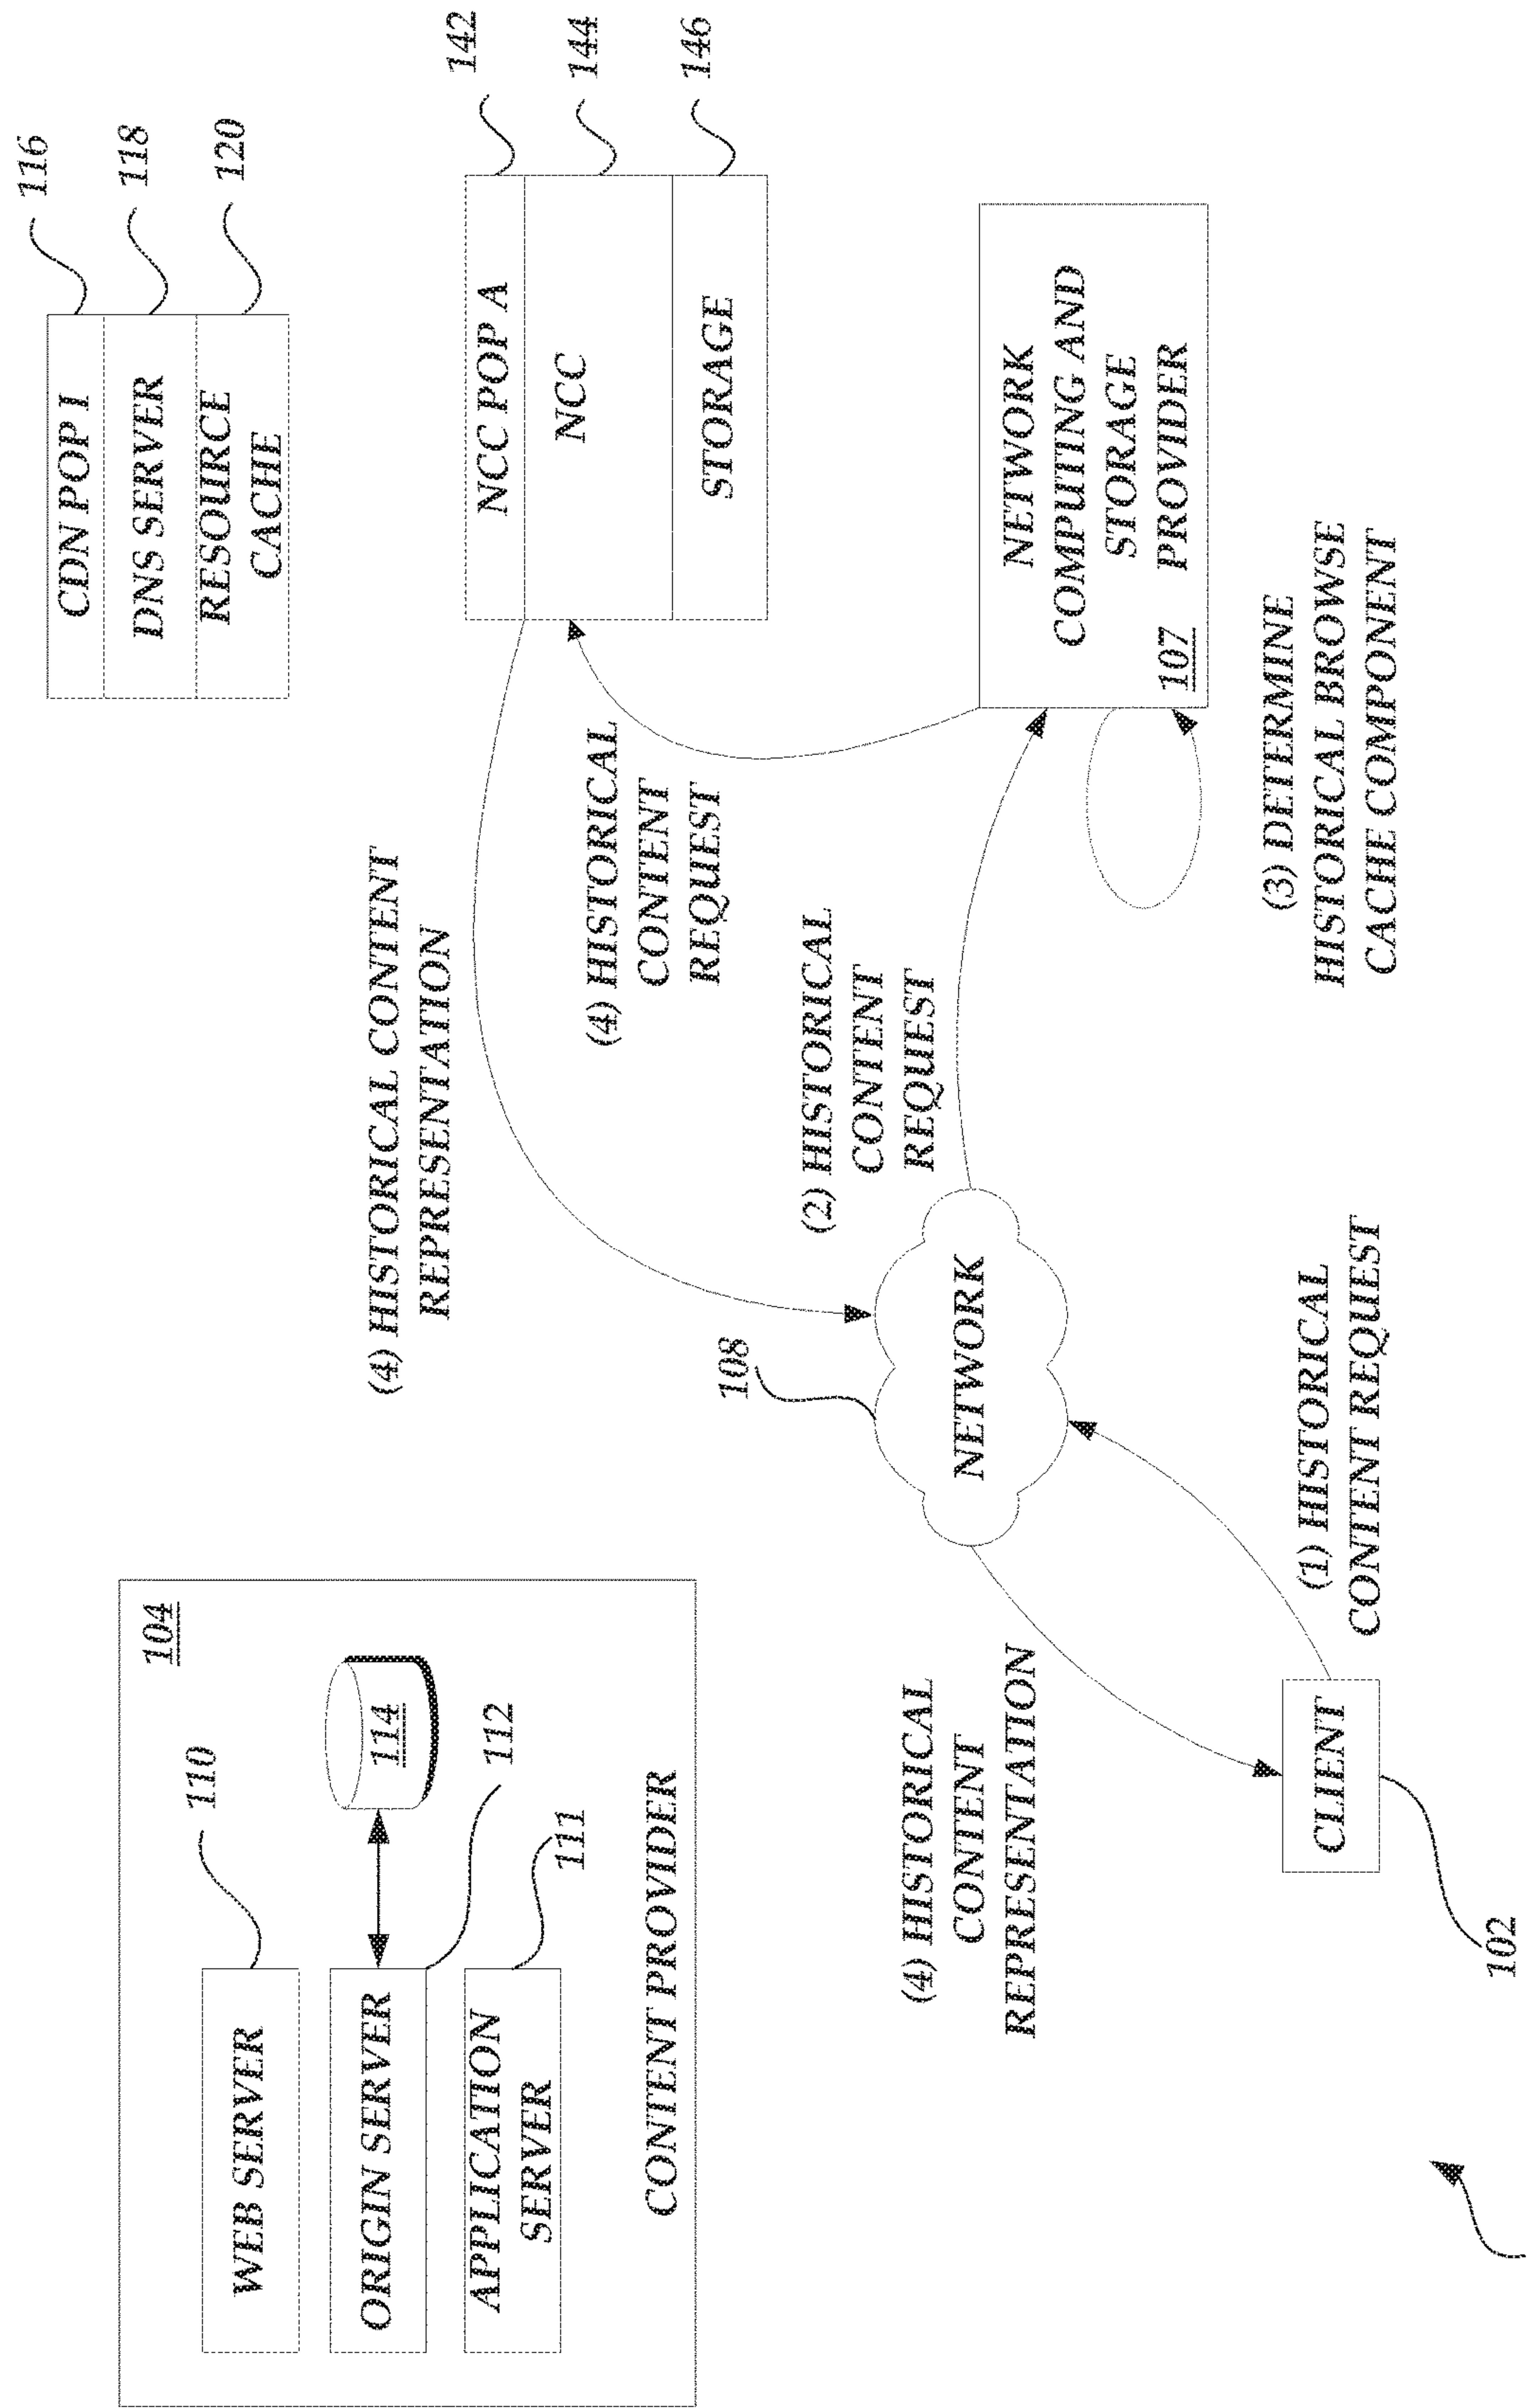 104
110
WEB SERVER
114
ORIGIN SERVER
112
APPLICATION
SERVER
111
CONTENT PROVIDER
116
CDN POP 1
118
DNS SERVER
120
RESOURCE
CACHE
(4) HISTORICAL CONTENT
REPRESENTATION
142
NCC POP A
144
NCC
146
STORAGE
(4) HISTORICAL
CONTENT
REQUEST
108
NETWORK
(2) HISTORICAL
CONTENT
REQUEST
NETWORK
COMPUTING AND
STORAGE
PROVIDER
107
(3) DETERMINE
HISTORICAL BROWSE
CACHE COMPONENT
(4) HISTORICAL
CONTENT
REPRESENTATION
(1) HISTORICAL
CONTENT REQUEST
CLIENT
102